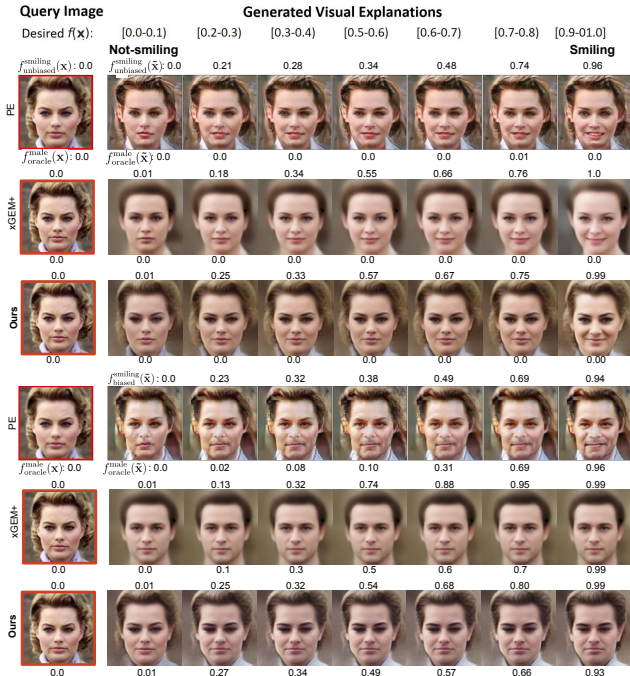 Query Image Generated Visual Explanations
Desired f(x): [0.0-0.1) [0.2-0.3) [0.3-0.4) [0.5-0.6) [0.6-0.7) [0.7-0.8) [0.9-01.0]
Not-smiling Smiling
f^smiling_unbiased(x): 0.0 f^smiling_unbiased(x̃): 0.0 0.21 0.28 0.34 0.48 0.74 0.96
PE
f^male_oracle(x): 0.0 f^male_oracle(x̃): 0.0 0.0 0.0 0.0 0.0 0.01 0.0
0.0 0.01 0.18 0.34 0.55 0.66 0.76 1.0
xGEM+
0.0 0.0 0.0 0.0 0.0 0.0 0.0 0.0
0.0 0.01 0.25 0.33 0.57 0.67 0.75 0.99
Ours
0.0 0.0 0.0 0.0 0.0 0.0 0.0 0.00
f^smiling_biased(x̃): 0.0 0.23 0.32 0.38 0.49 0.69 0.94
PE
f^male_oracle(x): 0.0 f^male_oracle(x̃): 0.0 0.02 0.08 0.10 0.31 0.69 0.96
0.0 0.01 0.13 0.32 0.74 0.88 0.95 0.99
xGEM+
0.0 0.0 0.1 0.3 0.5 0.6 0.7 0.99
0.0 0.01 0.25 0.32 0.54 0.68 0.80 0.99
Ours
0.0 0.01 0.27 0.34 0.49 0.57 0.66 0.93